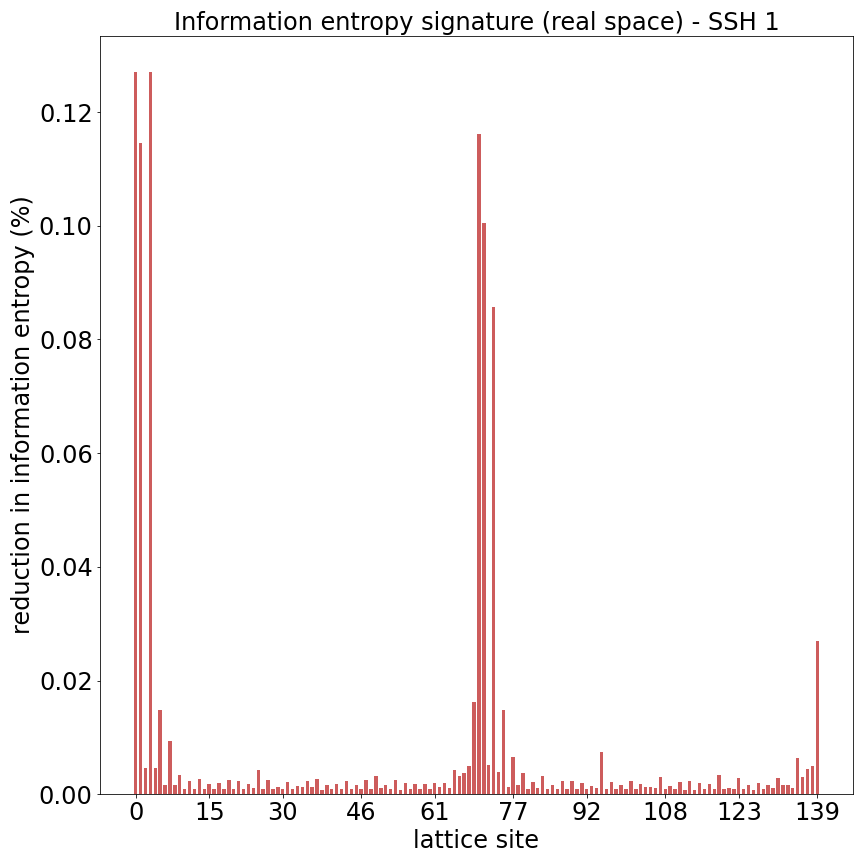 Information entropy signature (real space) - SSH 1
reduction in information entropy (%)
0.12
0.10
0.08
0.06
0.04
0.02
0.00
0 15 30 46 61 77 92 108 123 139
lattice site